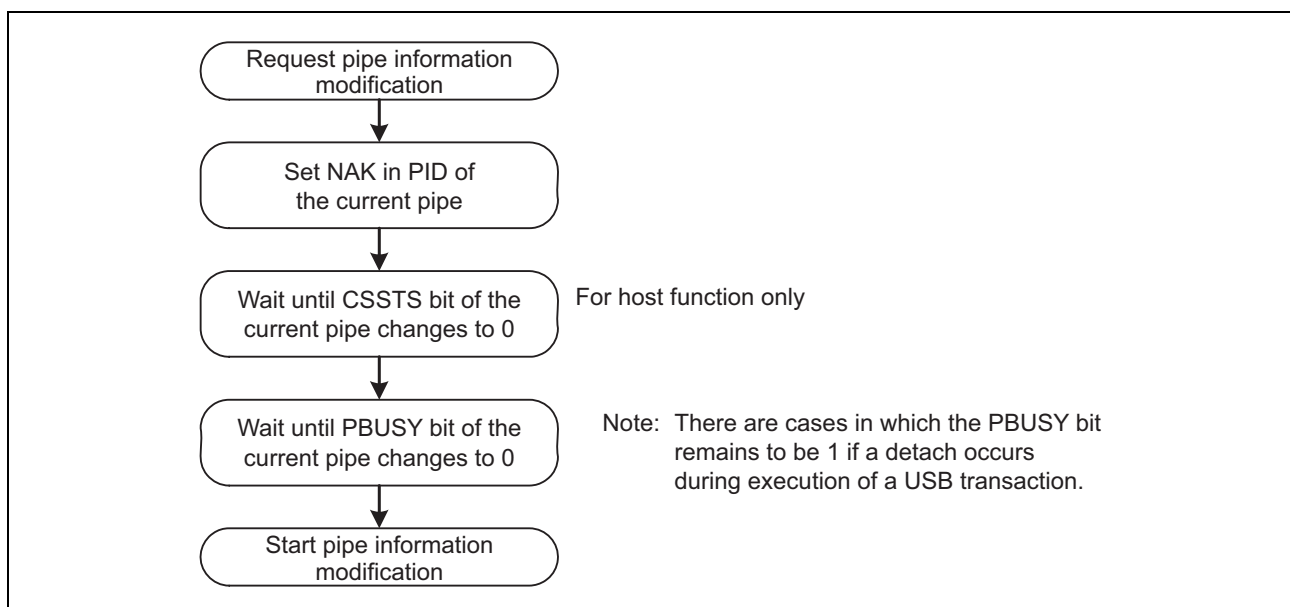 Request pipe information
modification
Set NAK in PID of
the current pipe
Wait until CSSTS bit of the
current pipe changes to 0
For host function only
Wait until PBUSY bit of the
current pipe changes to 0
Note: There are cases in which the PBUSY bit
remains to be 1 if a detach occurs
during execution of a USB transaction.
Start pipe information
modification